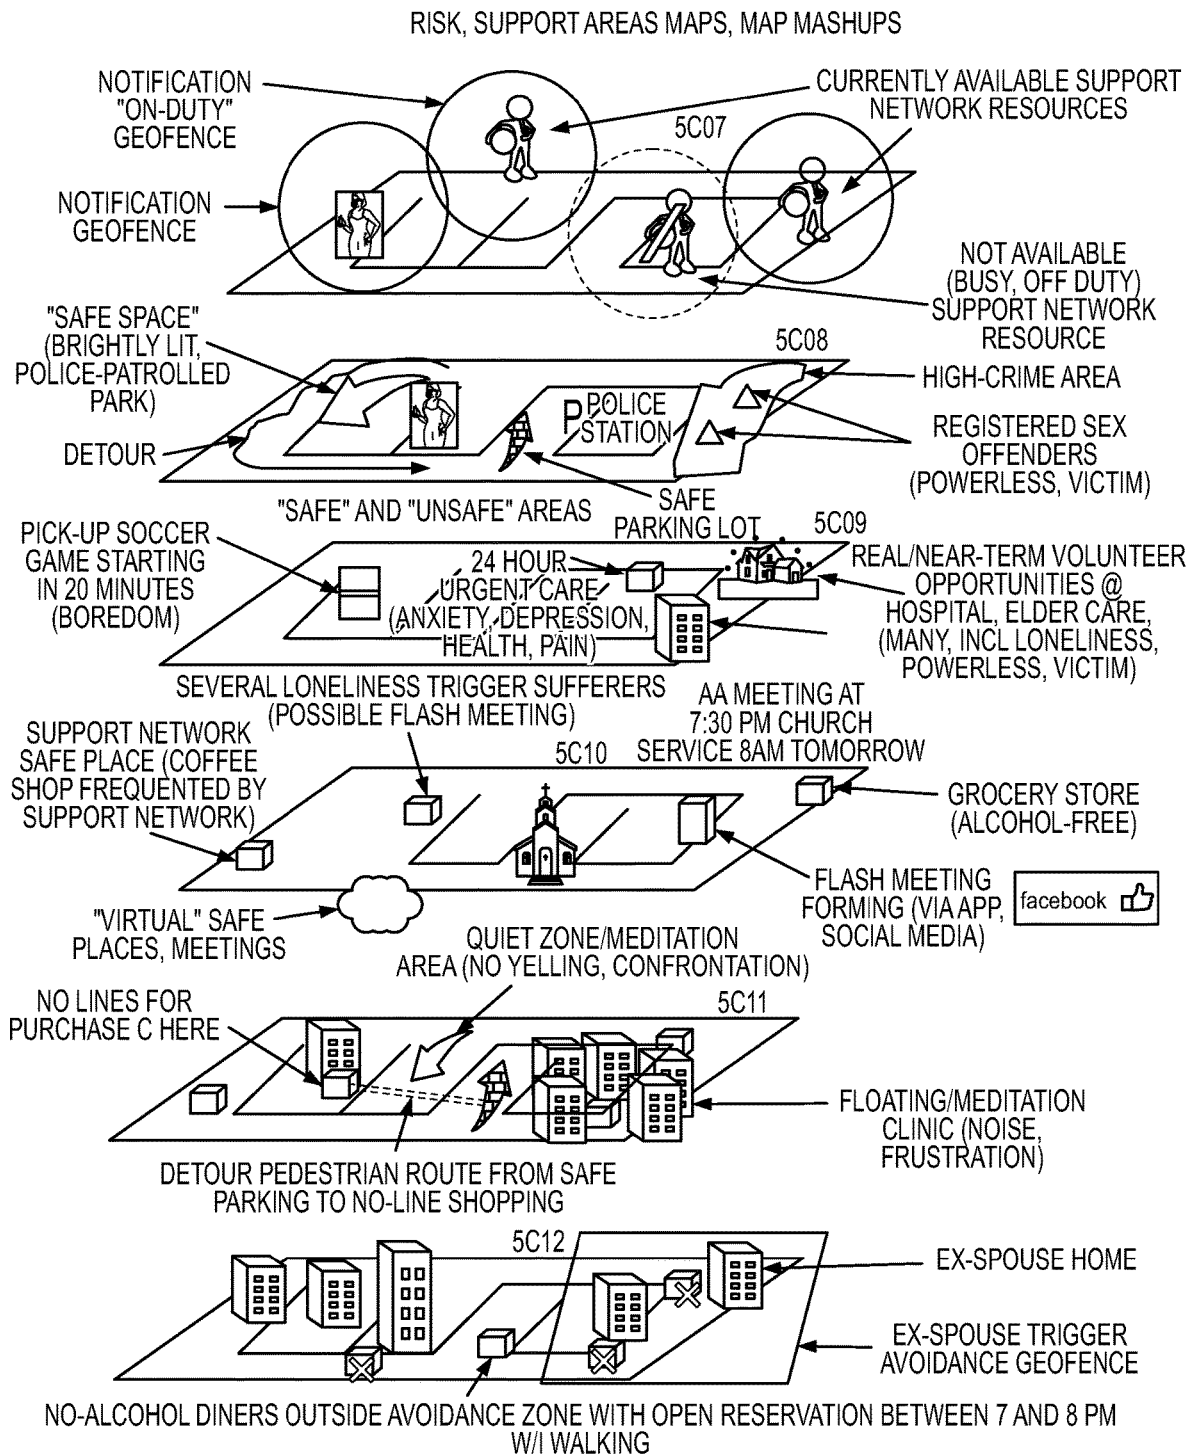 RISK, SUPPORT AREAS MAPS, MAP MASHUPS
NOTIFICATION
"ON-DUTY"
GEOFENCE
CURRENTLY AVAILABLE SUPPORT
NETWORK RESOURCES
5C07
NOTIFICATION
GEOFENCE
NOT AVAILABLE
(BUSY, OFF DUTY)
SUPPORT NETWORK
RESOURCE
"SAFE SPACE"
(BRIGHTLY LIT,
POLICE-PATROLLED
PARK)
5C08
HIGH-CRIME AREA
P
POLICE
STATION
DETOUR
REGISTERED SEX
OFFENDERS
(POWERLESS, VICTIM)
"SAFE" AND "UNSAFE" AREAS
SAFE
PARKING LOT
5C09
PICK-UP SOCCER
GAME STARTING
IN 20 MINUTES
(BOREDOM)
24 HOUR
URGENT CARE
(ANXIETY, DEPRESSION,
HEALTH, PAIN)
REAL/NEAR-TERM VOLUNTEER
OPPORTUNITIES @
HOSPITAL, ELDER CARE,
(MANY, INCL LONELINESS,
POWERLESS, VICTIM)
SEVERAL LONELINESS TRIGGER SUFFERERS
(POSSIBLE FLASH MEETING)
AA MEETING AT
7:30 PM CHURCH
SERVICE 8AM TOMORROW
SUPPORT NETWORK
SAFE PLACE (COFFEE
SHOP FREQUENTED BY
SUPPORT NETWORK)
5C10
GROCERY STORE
(ALCOHOL-FREE)
FLASH MEETING
FORMING (VIA APP,
SOCIAL MEDIA)
facebook
"VIRTUAL" SAFE
PLACES, MEETINGS
QUIET ZONE/MEDITATION
AREA (NO YELLING, CONFRONTATION)
5C11
NO LINES FOR
PURCHASE C HERE
FLOATING/MEDITATION
CLINIC (NOISE,
FRUSTRATION)
DETOUR PEDESTRIAN ROUTE FROM SAFE
PARKING TO NO-LINE SHOPPING
5C12
EX-SPOUSE HOME
EX-SPOUSE TRIGGER
AVOIDANCE GEOFENCE
NO-ALCOHOL DINERS OUTSIDE AVOIDANCE ZONE WITH OPEN RESERVATION BETWEEN 7 AND 8 PM
W/I WALKING